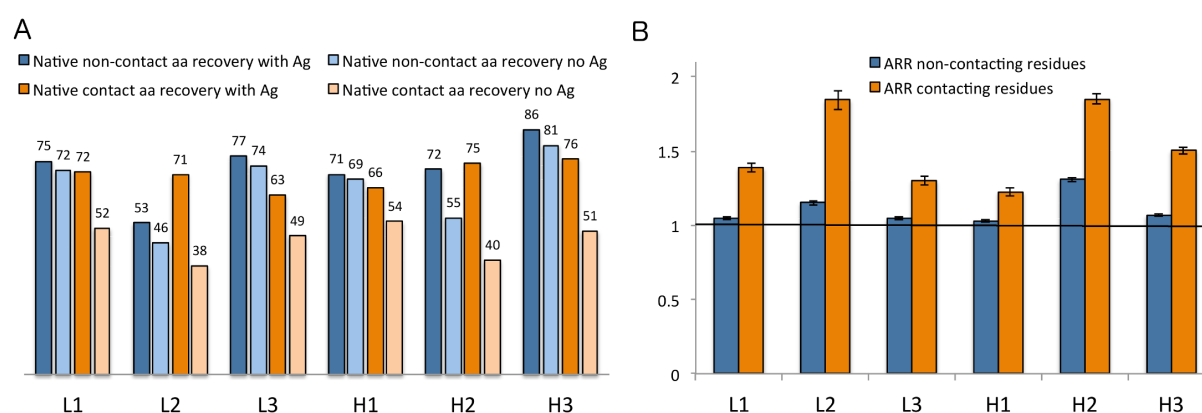 A
Native non-contact aa recovery with Ag
Native non-contact aa recovery no Ag
Native contact aa recovery with Ag
Native contact aa recovery no Ag
75 72 72 52
53 46 71 38
77 74 63 49
71 69 66 54
72 55 75 40
86 81 76 51
L1 L2 L3 H1 H2 H3
B
ARR non-contacting residues
ARR contacting residues
2
1.5
1
0.5
0
L1 L2 L3 H1 H2 H3